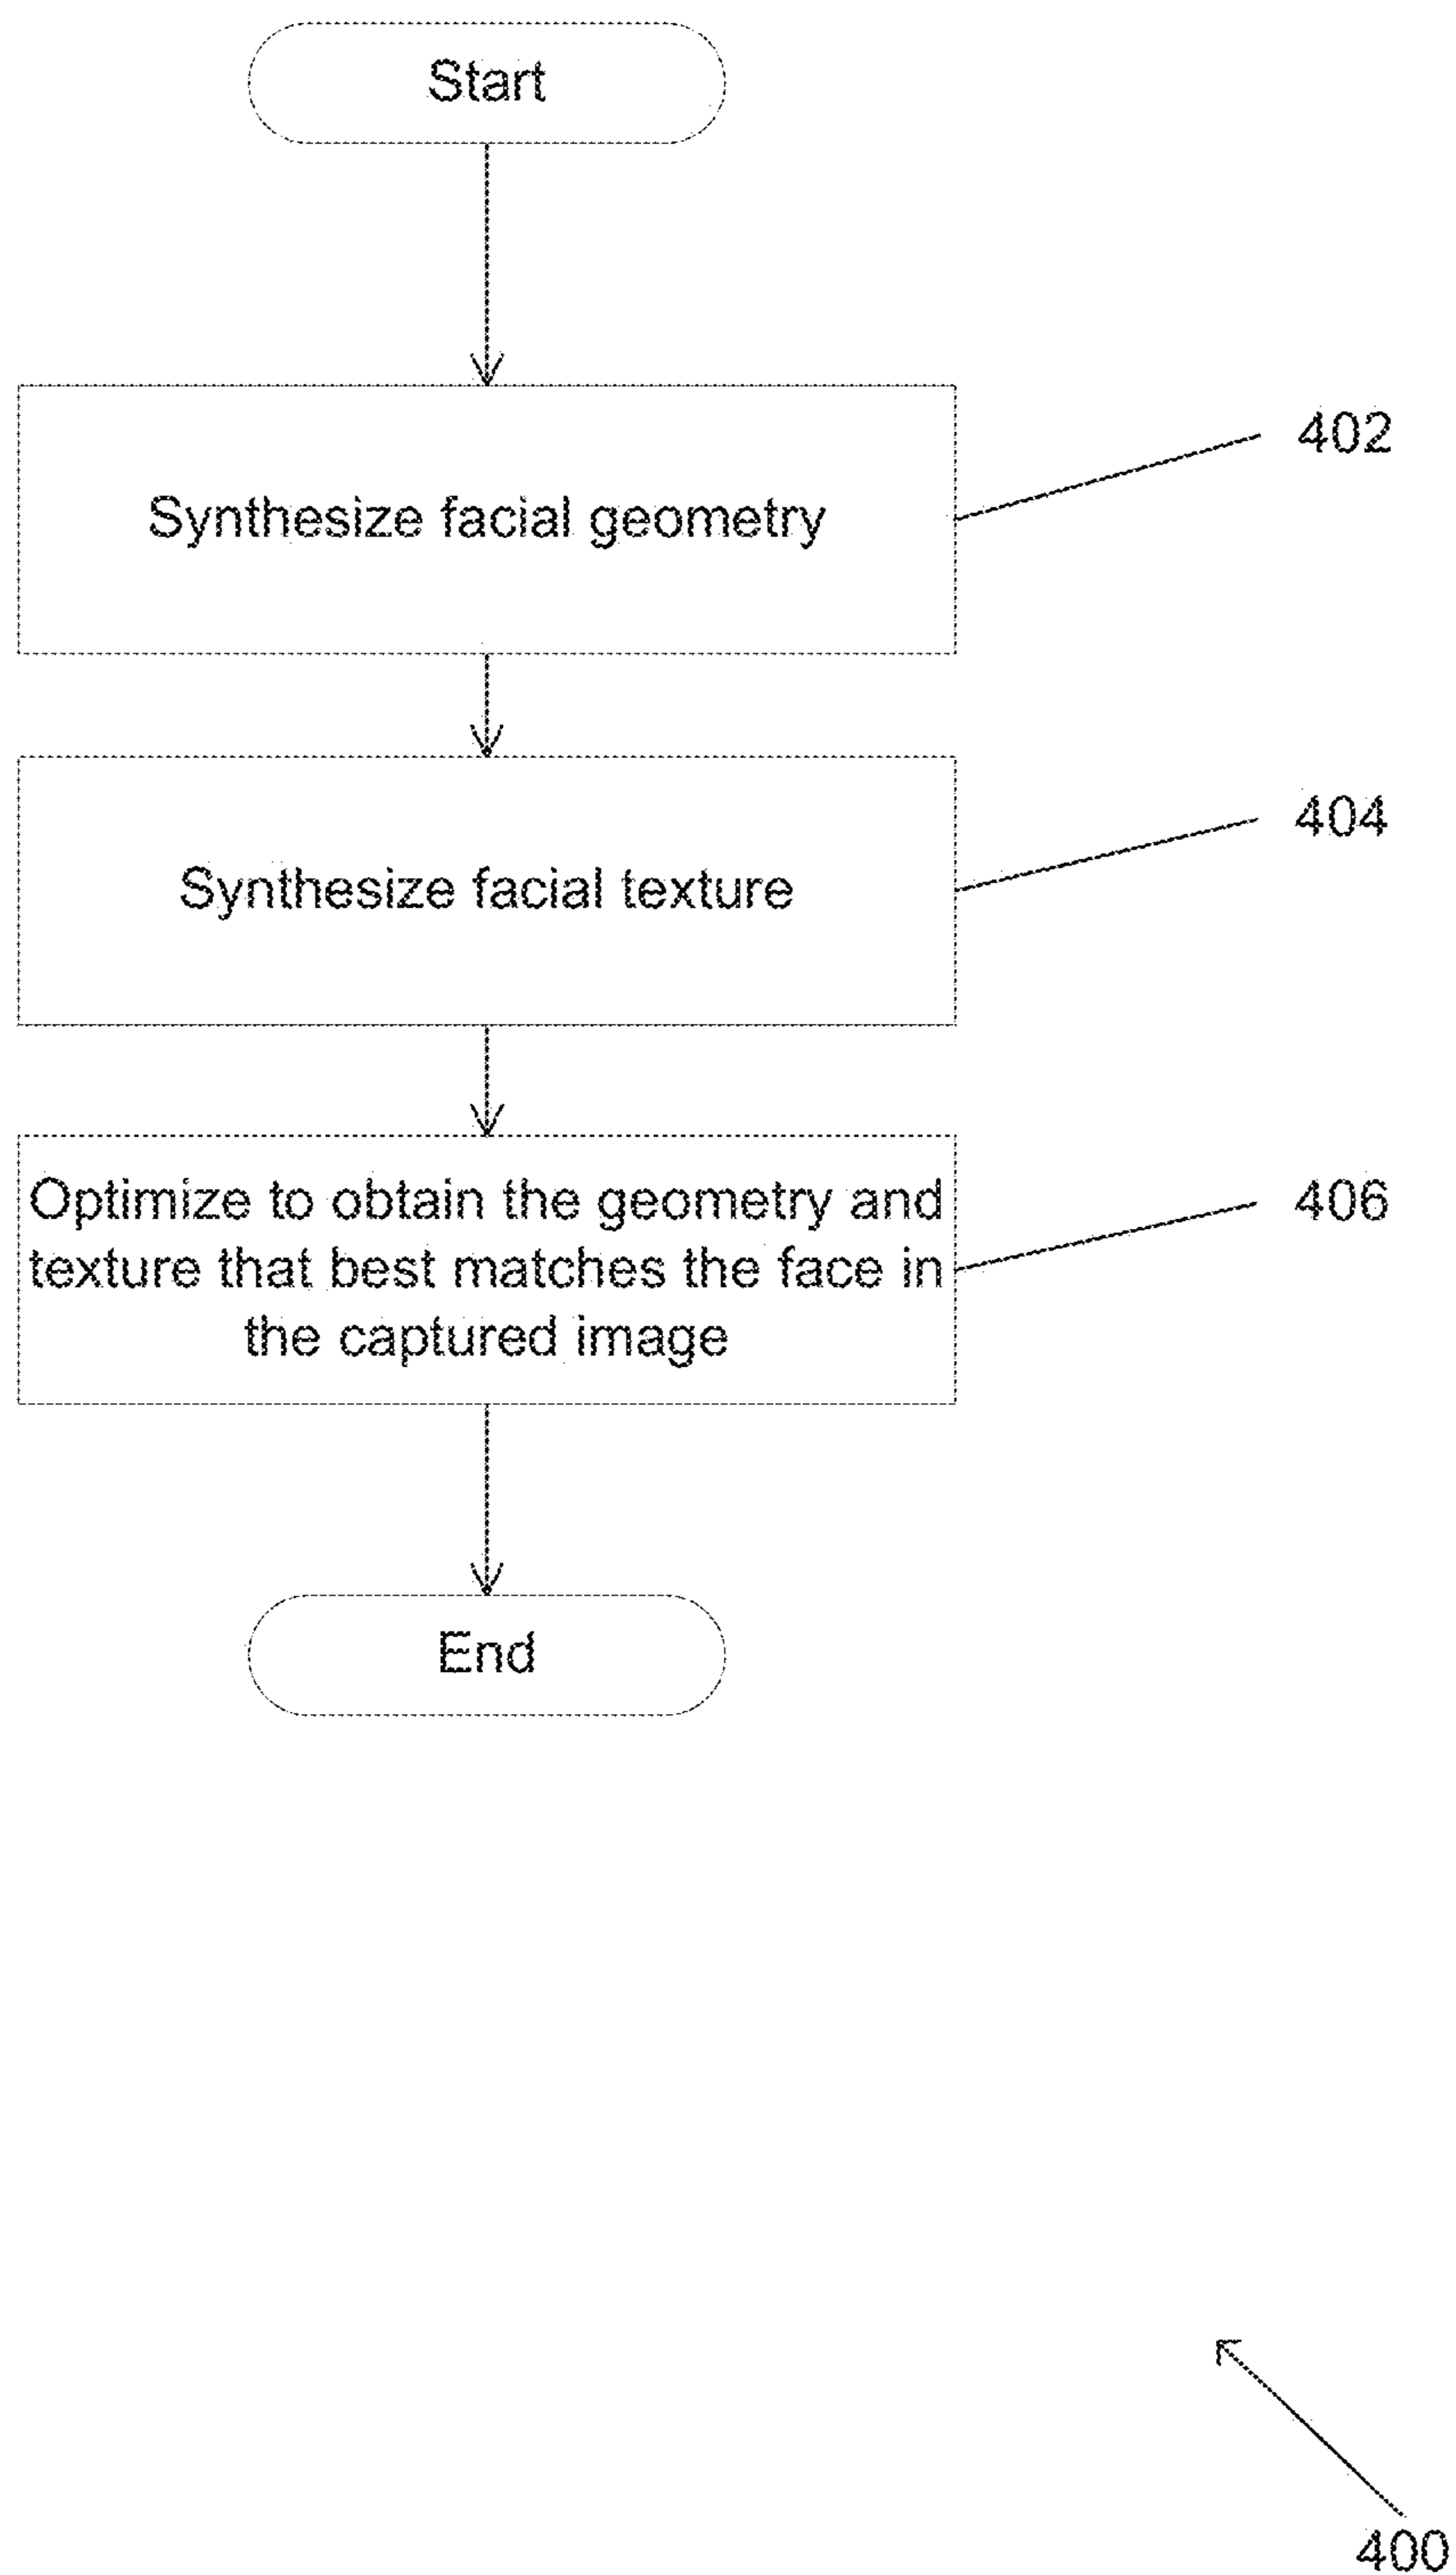 Start
402
Synthesize facial geometry
404
Synthesize facial texture
406
Optimize to obtain the geometry and
texture that best matches the face in
the captured image
End
400